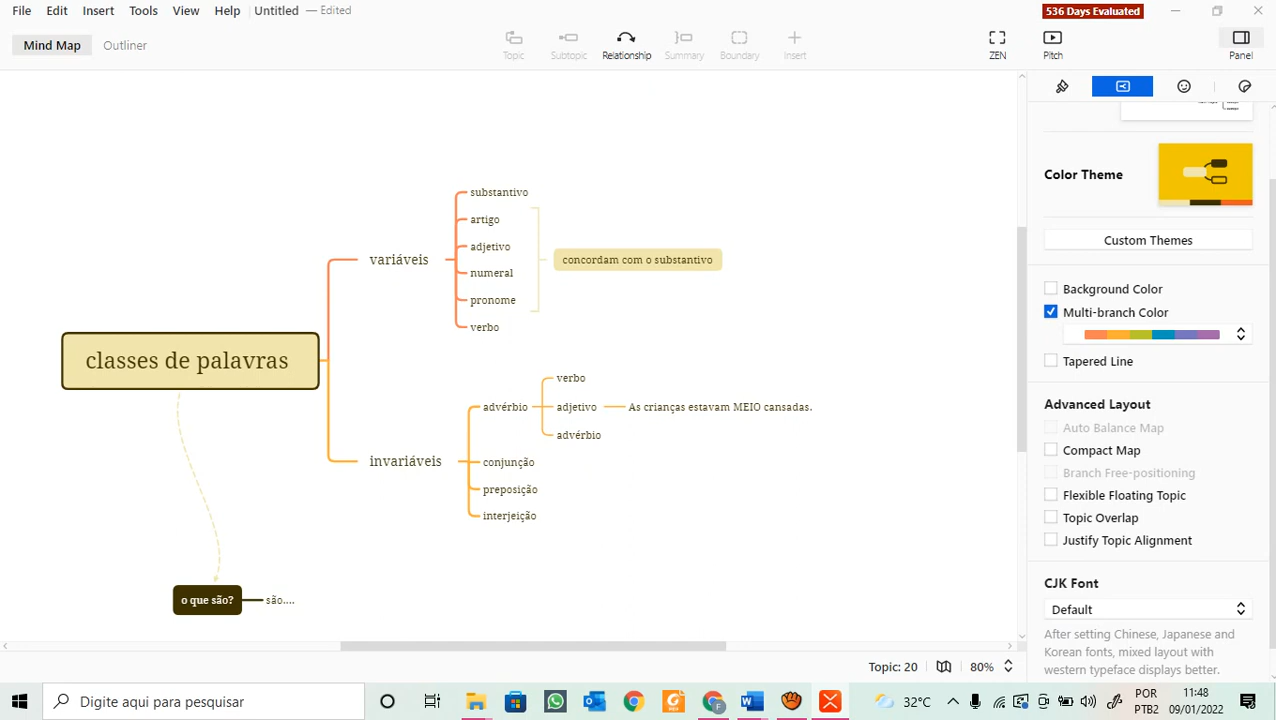 File Edit Insert Tools View Help Untitled — Edited
536 Days Evaluated
Mind Map Outliner
Topic Subtopic Relationship Summary Boundary Insert
ZEN Pitch Panel
Color Theme
Custom Themes
Background Color
Multi-branch Color
Tapered Line
Advanced Layout
Auto Balance Map
Compact Map
Branch Free-positioning
Flexible Floating Topic
Topic Overlap
Justify Topic Alignment
CJK Font
Default
After setting Chinese, Japanese and
Korean fonts, mixed layout with
western typeface displays better.
classes de palavras
variáveis
substantivo
artigo
adjetivo
numeral
pronome
verbo
concordam com o substantivo
invariáveis
advérbio
verbo
adjetivo
As crianças estavam MEIO cansadas.
advérbio
conjunção
preposição
interjeição
o que são?
são....
Topic: 20
80%
Digite aqui para pesquisar
32°C
POR
PTB2
11:48
09/01/2022